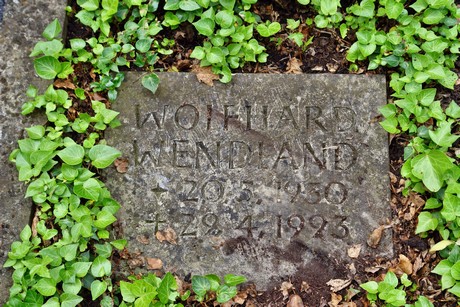 WOLFHARD
WENDLAND
* 20.5.1930
† 29.4.1993